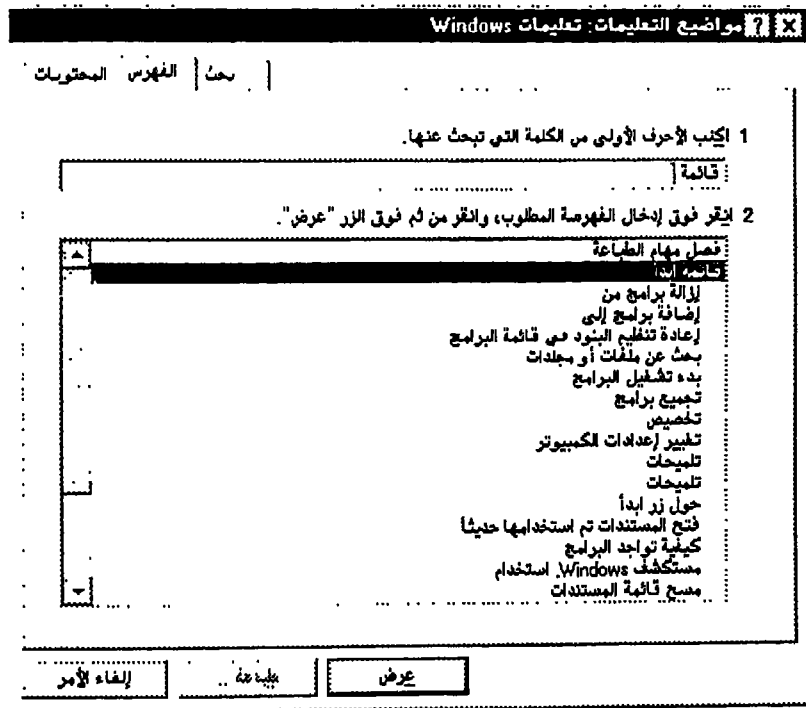 مواضيع التعليمات: تعليمات Windows
المحتويات الفهرس بحث
1 اكتب الأحرف الأولى من الكلمة التي تبحث عنها.
قائمة
2 انقر فوق إدخال الفهرسة المطلوب، وانقر من ثم فوق الزر "عرض".
فصل مهام الطباعة
قائمة ابدأ
إزالة برامج من
إضافة برامج إلى
إعادة تنظيم البنود في قائمة البرامج
بحث عن ملفات أو مجلدات
بدء تشغيل البرامج
تجميع برامج
تخصيص
تغيير إعدادات الكمبيوتر
تلميحات
تلميحات
حول زر ابدأ
فتح المستندات تم استخدامها حديثاً
كيفية تواجد البرامج
مستكشف Windows, استخدام
مسح قائمة المستندات
عرض طباعة .. إلغاء الأمر